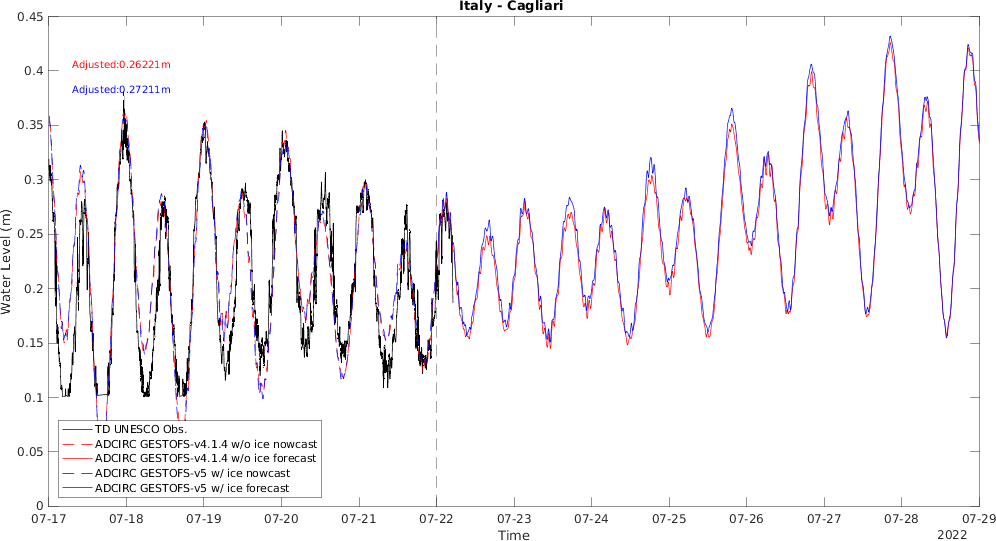 Italy - Cagliari
0.45
0.4
0.35
0.3
0.25
0.2
0.15
0.1
0.05
0
Water Level (m)
Adjusted:0.26221m
Adjusted:0.27211m
TD UNESCO Obs.
ADCIRC GESTOFS-v4.1.4 w/o ice nowcast
ADCIRC GESTOFS-v4.1.4 w/o ice forecast
ADCIRC GESTOFS-v5 w/ ice nowcast
ADCIRC GESTOFS-v5 w/ ice forecast
07-17 07-18 07-19 07-20 07-21 07-22 07-23 07-24 07-25 07-26 07-27 07-28 07-29
Time
2022